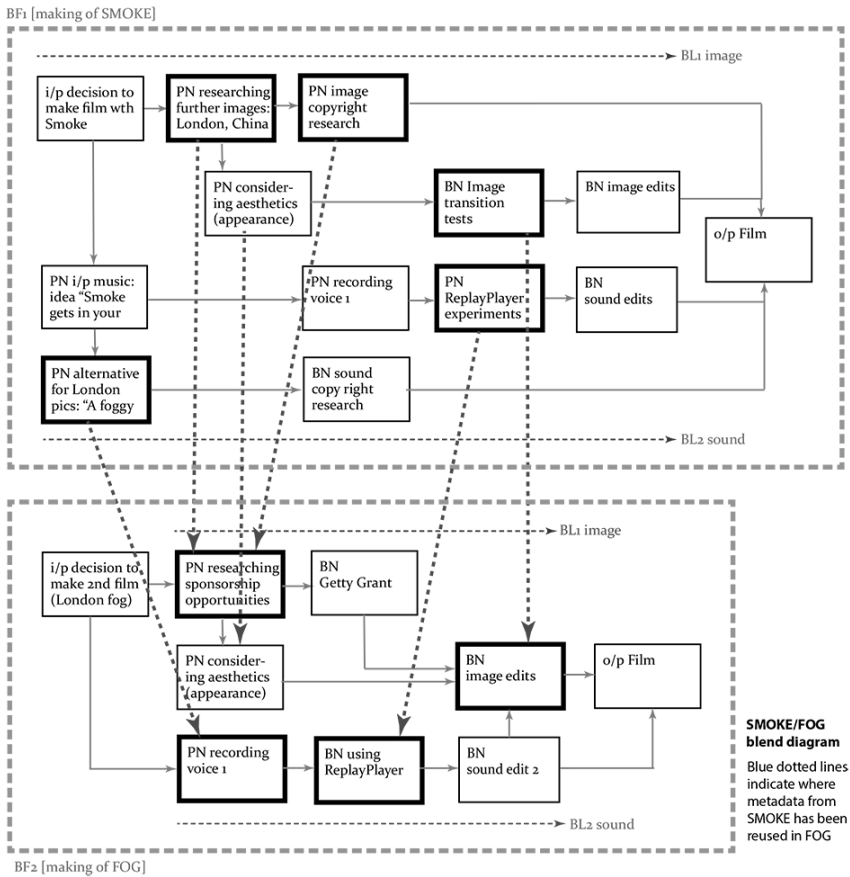 BF1 [making of SMOKE]
BL1 image
i/p decision to
make film wth
Smoke
PN researching
further images:
London, China
PN image
copyright
research
PN consider-
ing aesthetics
(appearance)
BN Image
transition
tests
BN image edits
o/p Film
PN i/p music:
idea “Smoke
gets in your
PN recording
voice 1
PN
ReplayPlayer
experiments
BN
sound edits
PN alternative
for London
pics: “A foggy
BN sound
copy right
research
BL2 sound
BL1 image
i/p decision to
make 2nd film
(London fog)
PN researching
sponsorship
opportunities
BN
Getty Grant
PN consider-
ing aesthetics
(appearance)
BN
image edits
o/p Film
PN recording
voice 1
BN using
ReplayPlayer
BN
sound edit 2
BL2 sound
BF2 [making of FOG]
SMOKE/FOG
blend diagram
Blue dotted lines
indicate where
metadata from
SMOKE has been
reused in FOG